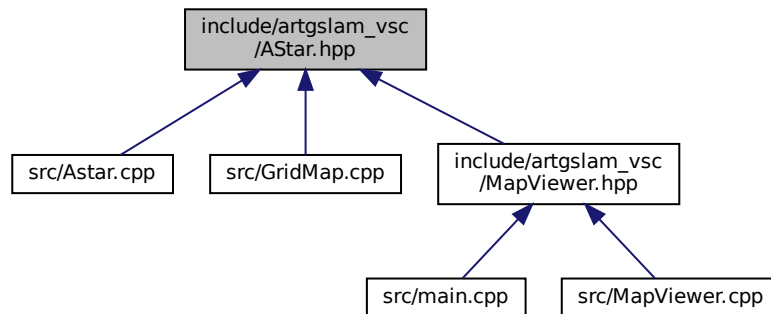 include/artgslam_vsc
/AStar.hpp
src/Astar.cpp
src/GridMap.cpp
include/artgslam_vsc
/MapViewer.hpp
src/main.cpp
src/MapViewer.cpp